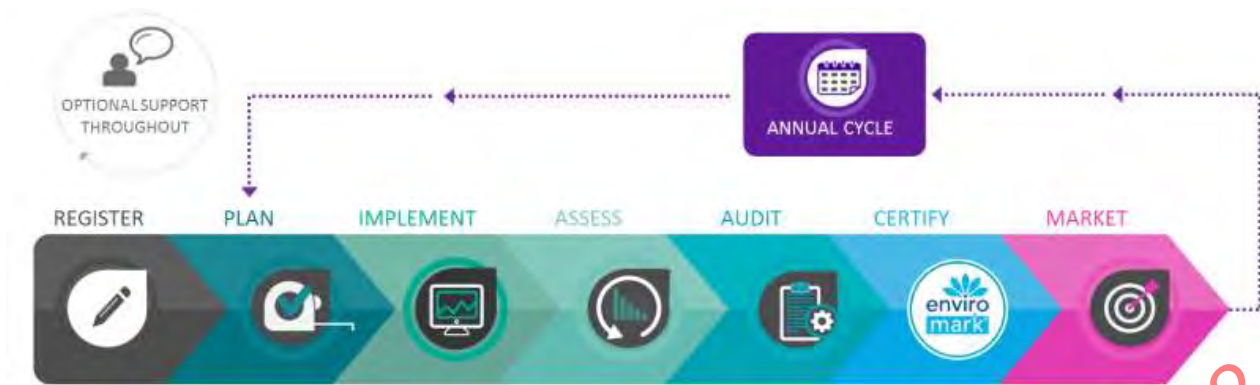 OPTIONAL SUPPORT
THROUGHOUT
ANNUAL CYCLE
REGISTER
PLAN
IMPLEMENT
ASSESS
AUDIT
CERTIFY
MARKET
enviro
mark